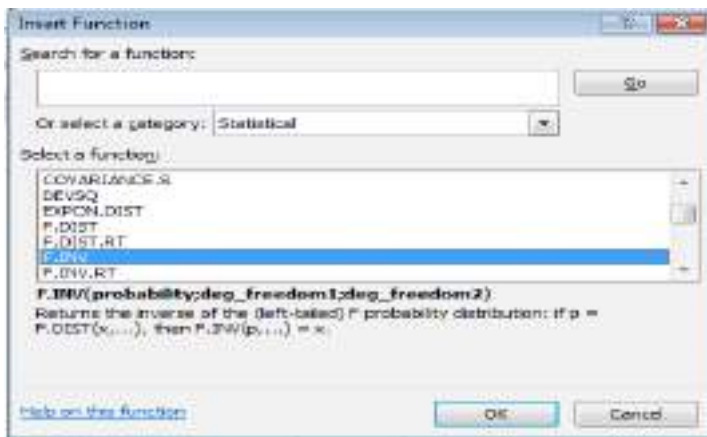 Insert Function
Search for a function:
Go
Or select a category: Statistical
Select a function:
COVARIANCE.S
DEVSQ
EXPON.DIST
F.DIST
F.DIST.RT
F.INV
F.INV.RT
F.INV(probability;deg_freedom1;deg_freedom2)
Returns the inverse of the (left-tailed) F probability distribution: if p =
F.DIST(x,...), then F.INV(p,...) = x.
Help on this function
OK
Cancel